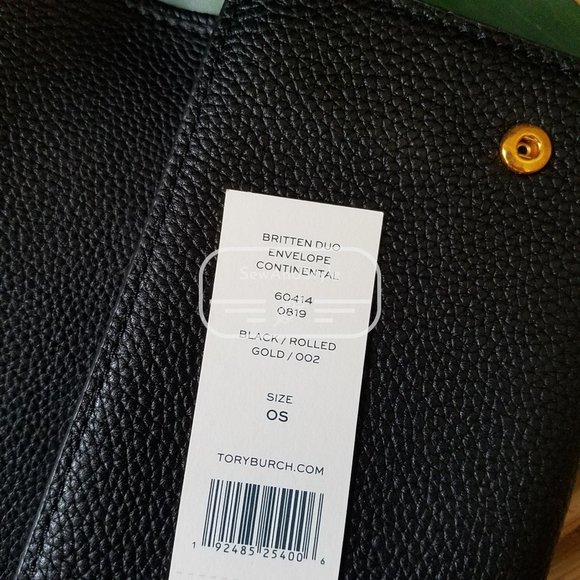 BRITTEN DUO
ENVELOPE
CONTINENTAL
60414
0819
BLACK / ROLLED
GOLD / 002
SIZE
OS
TORYBURCH.COM
1 92485 25400 6